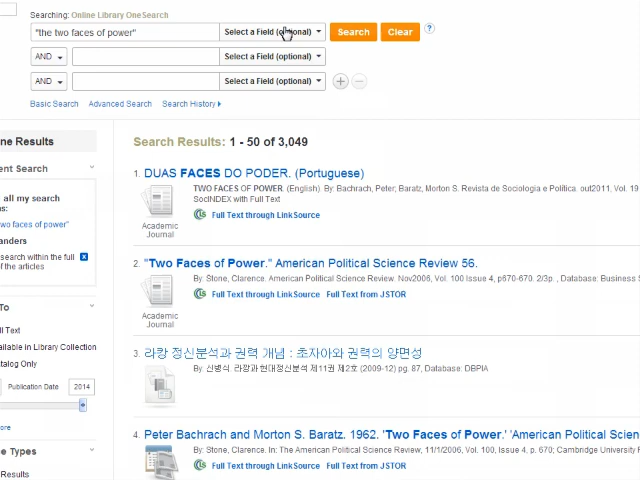 Searching: Online Library OneSearch
"the two faces of power" Select a Field (optional) Search Clear ?
AND Select a Field (optional)
AND Select a Field (optional)
Basic Search Advanced Search Search History
ne Results
ent Search
all my search
s:
two faces of power"
anders
search within the full
of the articles
To
ll Text
ailable in Library Collection
talog Only
Publication Date 2014
ore
e Types
Results
Search Results: 1 - 50 of 3,049
1. DUAS FACES DO PODER. (Portuguese)
TWO FACES OF POWER. (English) By: Bachrach, Peter; Baratz, Morton S. Revista de Sociologia e Política. out2011, Vol. 19
SocINDEX with Full Text
Full Text through LinkSource
Academic
Journal
2. "Two Faces of Power." American Political Science Review 56.
By: Stone, Clarence. American Political Science Review. Nov2006, Vol. 100 Issue 4, p670-670. 2/3p. , Database: Business S
Full Text through LinkSource Full Text from JSTOR
Academic
Journal
3. 라캉 정신분석과 권력 개념 : 초자아와 권력의 양면성
By: 신병식. 라깡과 현대정신분석 제11권 제2호 (2009-12) pg. 87, Database: DBPIA
4. Peter Bachrach and Morton S. Baratz. 1962. 'Two Faces of Power.' 'American Political Scien
By: Stone, Clarence. In: The American Political Science Review, 11/1/2006, Vol. 100, Issue 4, p. 670; Cambridge University F
Full Text through LinkSource Full Text from JSTOR